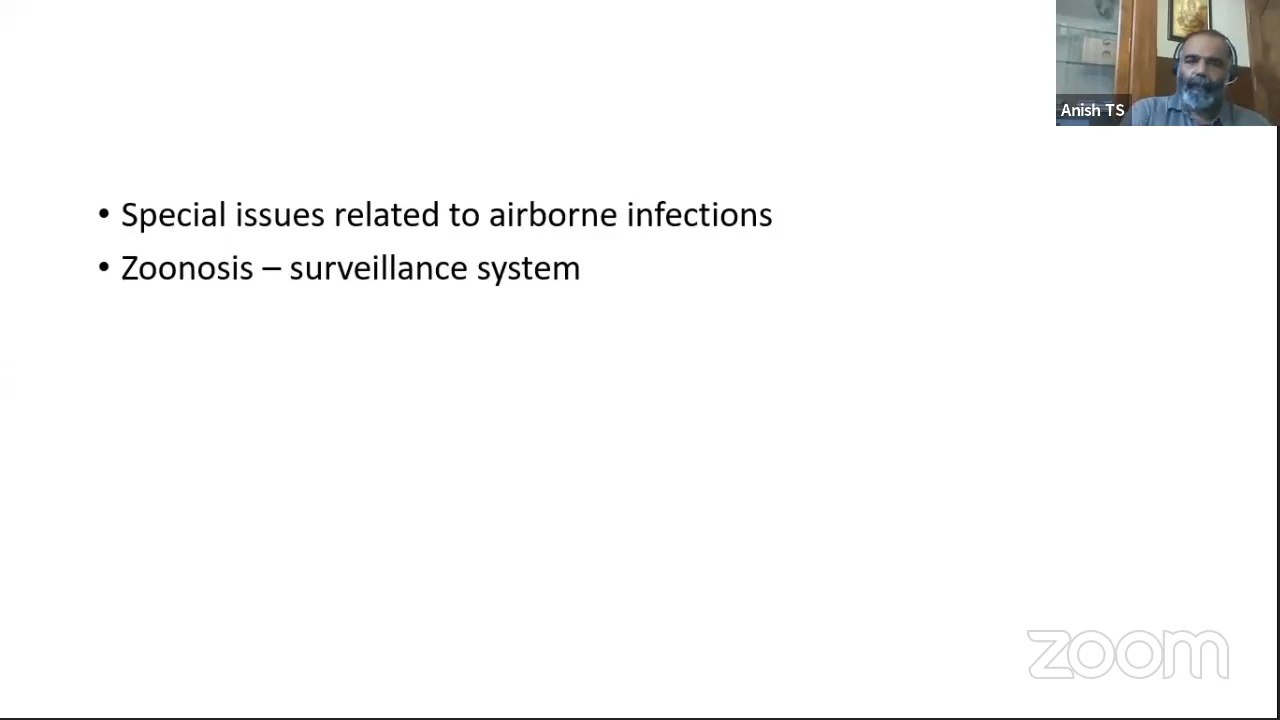 Anish TS
• Special issues related to airborne infections
• Zoonosis – surveillance system
zoom